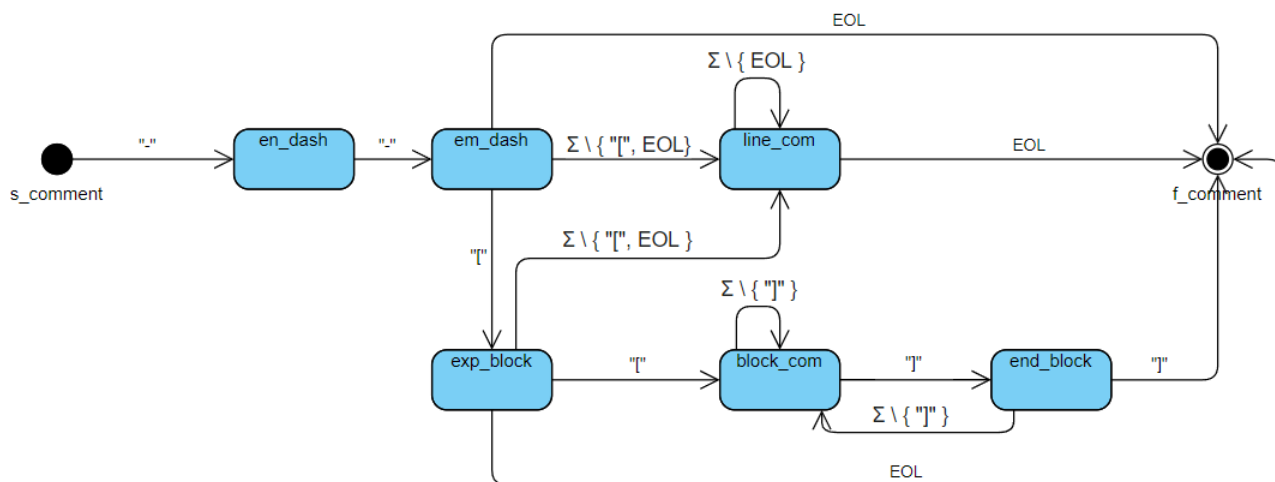 EOL
Σ \ { EOL }
"-"
en_dash
"-"
em_dash
Σ \ { "[", EOL}
line_com
EOL
s_comment
f_comment
"["
Σ \ { "[", EOL }
Σ \ { "]" }
exp_block
"["
block_com
"]"
end_block
"]"
Σ \ { "]" }
EOL